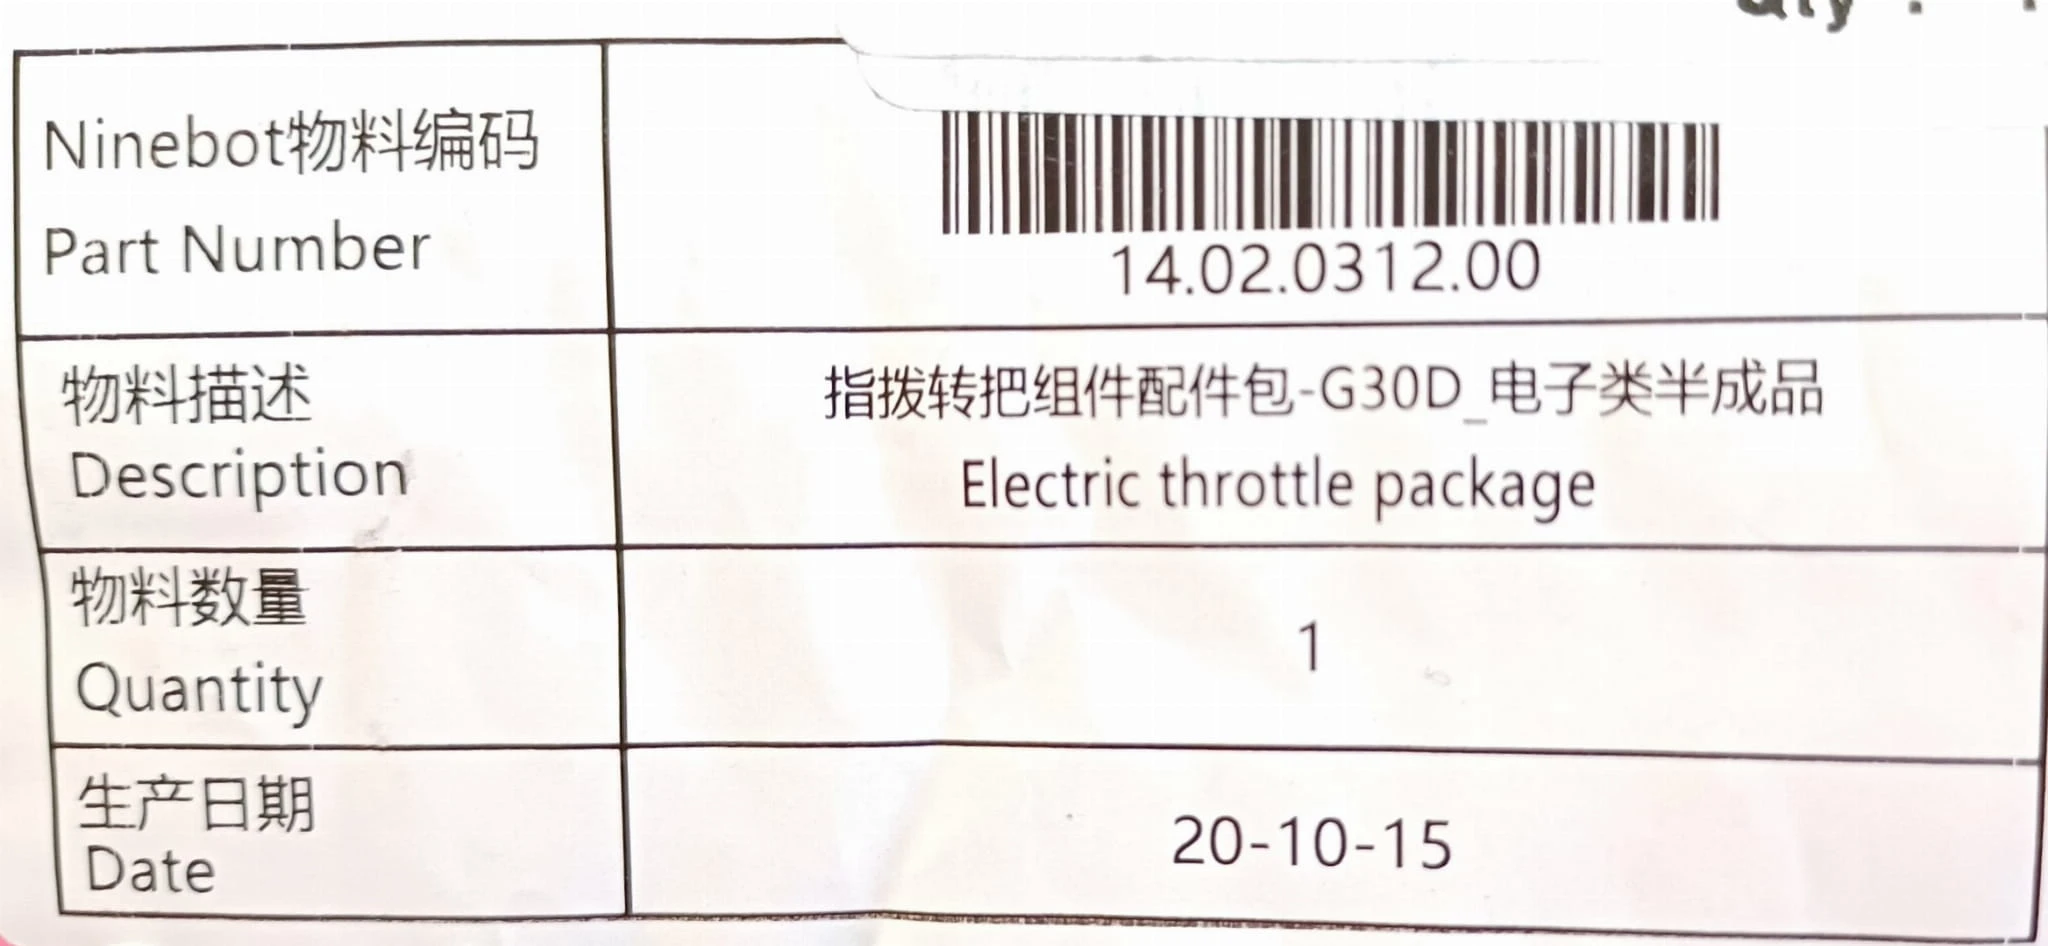 Qty :
Ninebot物料编码
Part Number
14.02.0312.00
物料描述
Description
指拨转把组件配件包-G30D_电子类半成品
Electric throttle package
物料数量
Quantity
1
生产日期
Date
20-10-15